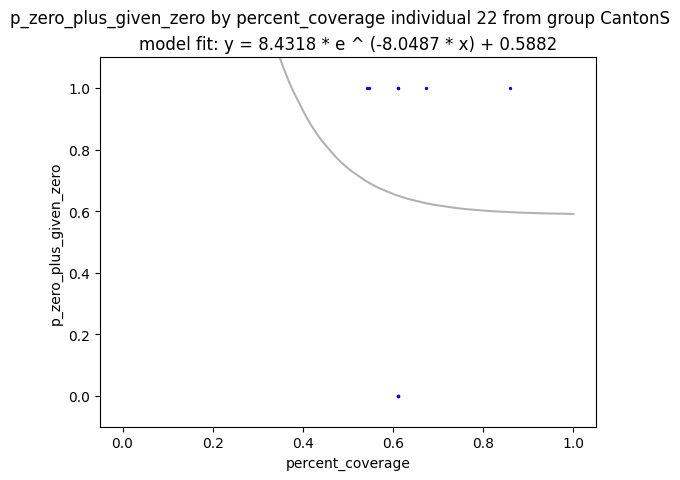 p_zero_plus_given_zero by percent_coverage individual 22 from group CantonS
model fit: y = 8.4318 * e ^ (-8.0487 * x) + 0.5882
1.0
0.8
0.6
0.4
0.2
0.0
p_zero_plus_given_zero
0.0 0.2 0.4 0.6 0.8 1.0
percent_coverage